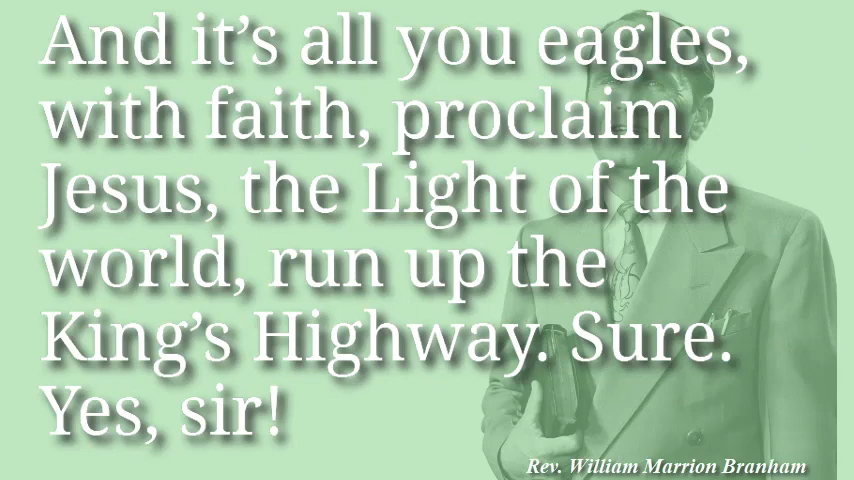 And it’s all you eagles,
with faith, proclaim
Jesus, the Light of the
world, run up the
King’s Highway. Sure.
Yes, sir!
Rev. William Marrion Branham